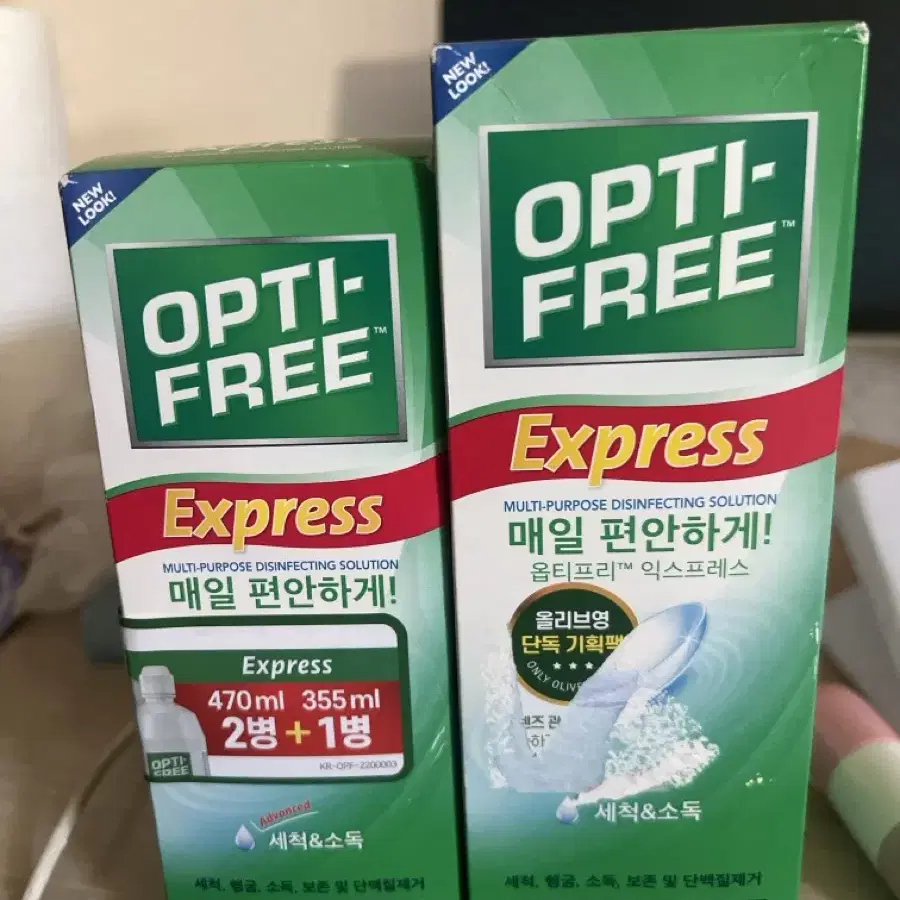 Express
NEW
LOOK!
OPTI-
FREE™
Express
MULTI-PURPOSE DISINFECTING SOLUTION
매일 편안하게!
Express
470ml 355ml
2병 + 1병
OPTI-
FREE
KR-OPF-2200003
Advanced
세척&소독
세척, 헹굼, 소독, 보존 및 단백질제거
NEW
LOOK!
OPTI-
FREE™
Express
MULTI-PURPOSE DISINFECTING SOLUTION
매일 편안하게!
옵티프리™ 익스프레스
올리브영
단독 기획팩
ONLY
세척&소독
세척, 헹굼, 소독, 보존 및 단백질제거